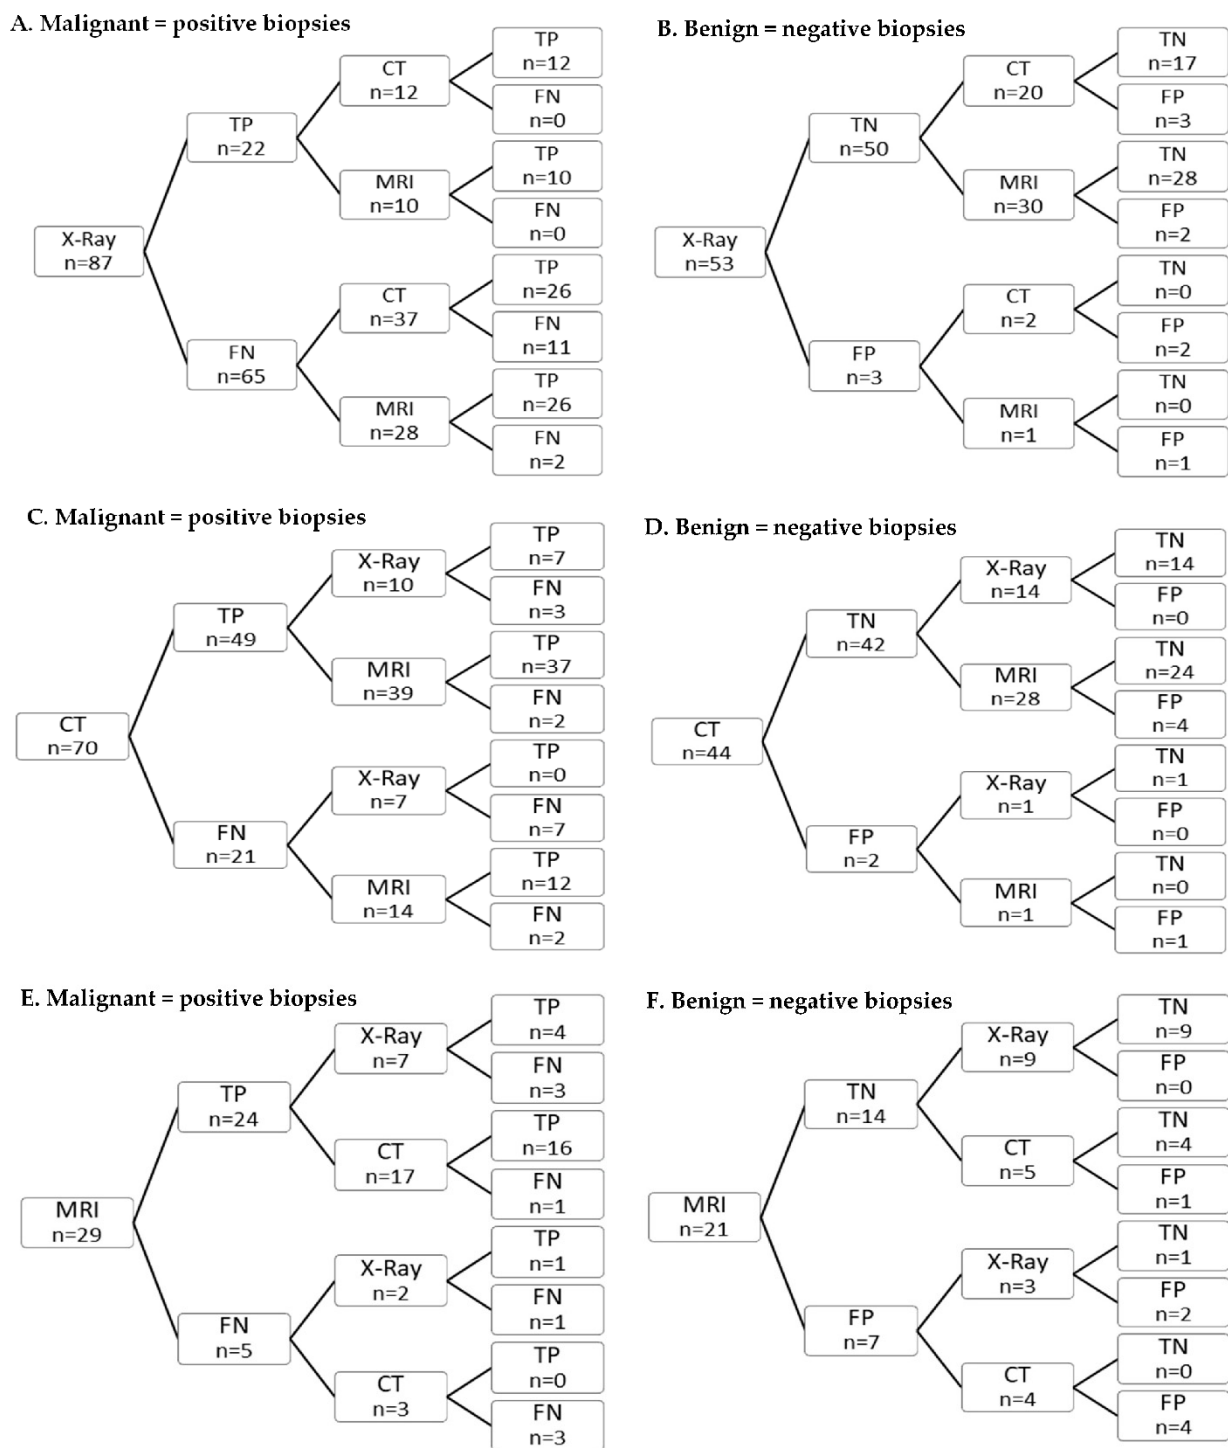 A. Malignant = positive biopsies
X-Ray
n=87
TP
n=22
FN
n=65
CT
n=12
MRI
n=10
CT
n=37
MRI
n=28
TP
n=12
FN
n=0
TP
n=10
FN
n=0
TP
n=26
FN
n=11
TP
n=26
FN
n=2
B. Benign = negative biopsies
X-Ray
n=53
TN
n=50
FP
n=3
CT
n=20
MRI
n=30
CT
n=2
MRI
n=1
TN
n=17
FP
n=3
TN
n=28
FP
n=2
TN
n=0
FP
n=2
TN
n=0
FP
n=1
C. Malignant = positive biopsies
CT
n=70
TP
n=49
FN
n=21
X-Ray
n=10
MRI
n=39
X-Ray
n=7
MRI
n=14
TP
n=7
FN
n=3
TP
n=37
FN
n=2
TP
n=0
FN
n=7
TP
n=12
FN
n=2
D. Benign = negative biopsies
CT
n=44
TN
n=42
FP
n=2
X-Ray
n=14
MRI
n=28
X-Ray
n=1
MRI
n=1
TN
n=14
FP
n=0
TN
n=24
FP
n=4
TN
n=1
FP
n=0
TN
n=0
FP
n=1
E. Malignant = positive biopsies
MRI
n=29
TP
n=24
FN
n=5
X-Ray
n=7
CT
n=17
X-Ray
n=2
CT
n=3
TP
n=4
FN
n=3
TP
n=16
FN
n=1
TP
n=1
FN
n=1
TP
n=0
FN
n=3
F. Benign = negative biopsies
MRI
n=21
TN
n=14
FP
n=7
X-Ray
n=9
CT
n=5
X-Ray
n=3
CT
n=4
TN
n=9
FP
n=0
TN
n=4
FP
n=1
TN
n=1
FP
n=2
TN
n=0
FP
n=4